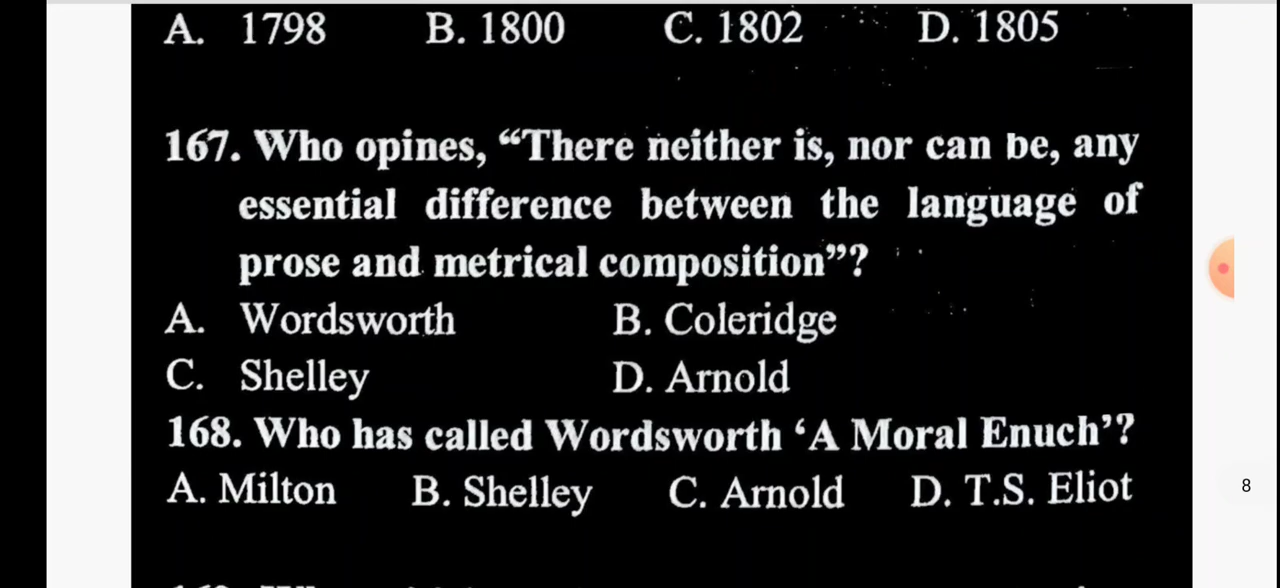 A. 1798 B. 1800 C. 1802 D. 1805
167. Who opines, “There neither is, nor can be, any
essential difference between the language of
prose and metrical composition”?
A. Wordsworth B. Coleridge
C. Shelley D. Arnold
168. Who has called Wordsworth ‘A Moral Enuch’?
A. Milton B. Shelley C. Arnold D. T.S. Eliot
8